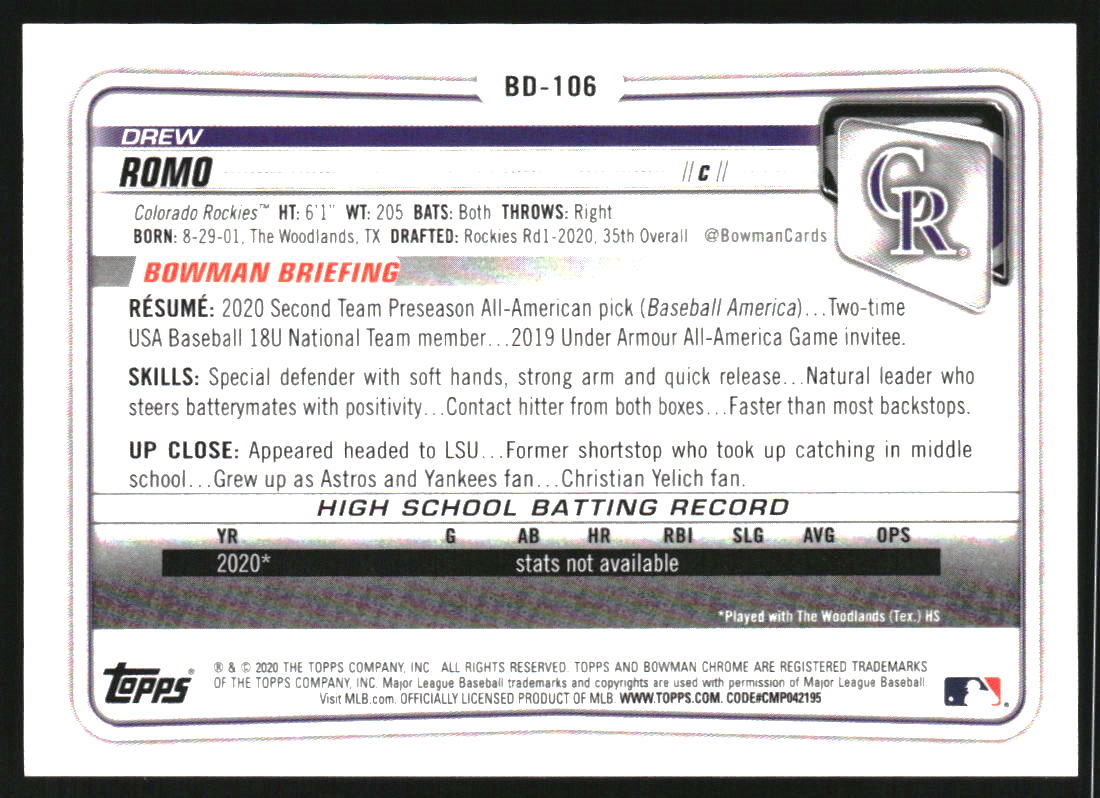 BD-106
DREW
ROMO // C //
CR
Colorado Rockies™ HT: 6'1" WT: 205 BATS: Both THROWS: Right
BORN: 8-29-01, The Woodlands, TX DRAFTED: Rockies Rd1-2020, 35th Overall @BowmanCards
BOWMAN BRIEFING
RÉSUMÉ: 2020 Second Team Preseason All-American pick (Baseball America)...Two-time
USA Baseball 18U National Team member...2019 Under Armour All-America Game invitee.
SKILLS: Special defender with soft hands, strong arm and quick release...Natural leader who
steers batterymates with positivity...Contact hitter from both boxes...Faster than most backstops.
UP CLOSE: Appeared headed to LSU...Former shortstop who took up catching in middle
school...Grew up as Astros and Yankees fan...Christian Yelich fan.
HIGH SCHOOL BATTING RECORD
YR G AB HR RBI SLG AVG OPS
2020* stats not available
*Played with The Woodlands (Tex.) HS
Topps® ® & © 2020 THE TOPPS COMPANY, INC. ALL RIGHTS RESERVED. TOPPS AND BOWMAN CHROME ARE REGISTERED TRADEMARKS
OF THE TOPPS COMPANY, INC. Major League Baseball trademarks and copyrights are used with permission of Major League Baseball.
Visit MLB.com. OFFICIALLY LICENSED PRODUCT OF MLB. WWW.TOPPS.COM. CODE#CMP042195